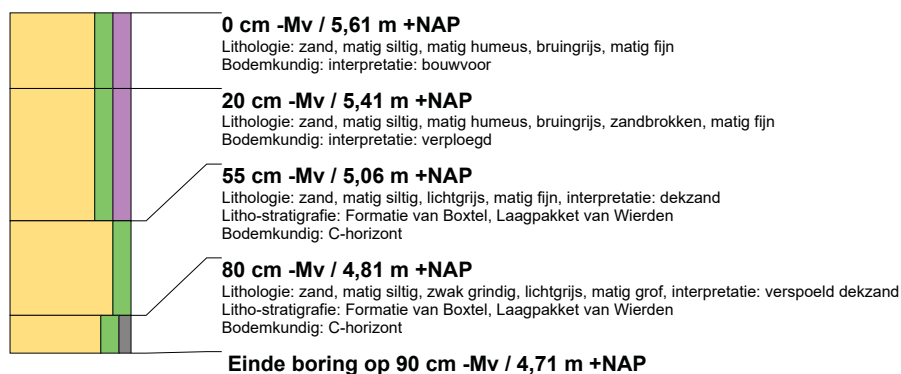 0 cm -Mv / 5,61 m +NAP
Lithologie: zand, matig siltig, matig humeus, bruingrijs, matig fijn
Bodemkundig: interpretatie: bouwvoor
20 cm -Mv / 5,41 m +NAP
Lithologie: zand, matig siltig, matig humeus, bruingrijs, zandbrokken, matig fijn
Bodemkundig: interpretatie: verploegd
55 cm -Mv / 5,06 m +NAP
Lithologie: zand, matig siltig, lichtgrijs, matig fijn, interpretatie: dekzand
Litho-stratigrafie: Formatie van Boxtel, Laagpakket van Wierden
Bodemkundig: C-horizont
80 cm -Mv / 4,81 m +NAP
Lithologie: zand, matig siltig, zwak grindig, lichtgrijs, matig grof, interpretatie: verspoeld dekzand
Litho-stratigrafie: Formatie van Boxtel, Laagpakket van Wierden
Bodemkundig: C-horizont
Einde boring op 90 cm -Mv / 4,71 m +NAP